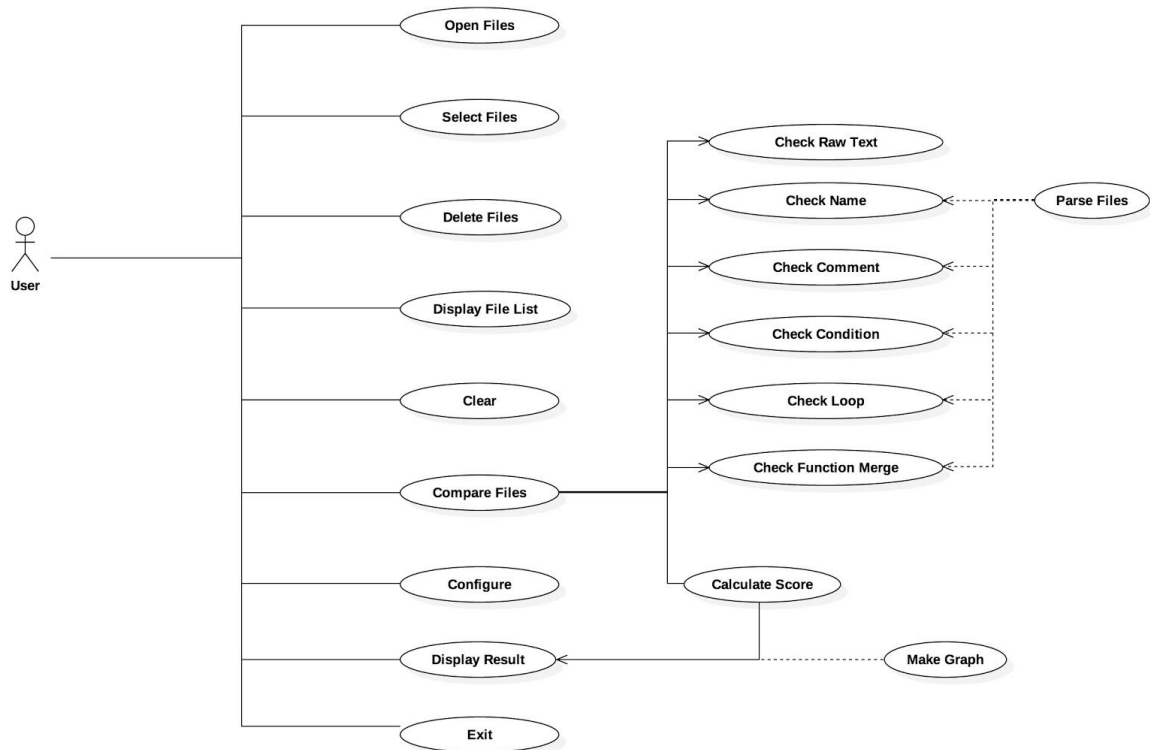 Open Files
Select Files
Check Raw Text
Check Name
Parse Files
Delete Files
Check Comment
User
Display File List
Check Condition
Clear
Check Loop
Check Function Merge
Compare Files
Configure
Calculate Score
Display Result
Make Graph
Exit